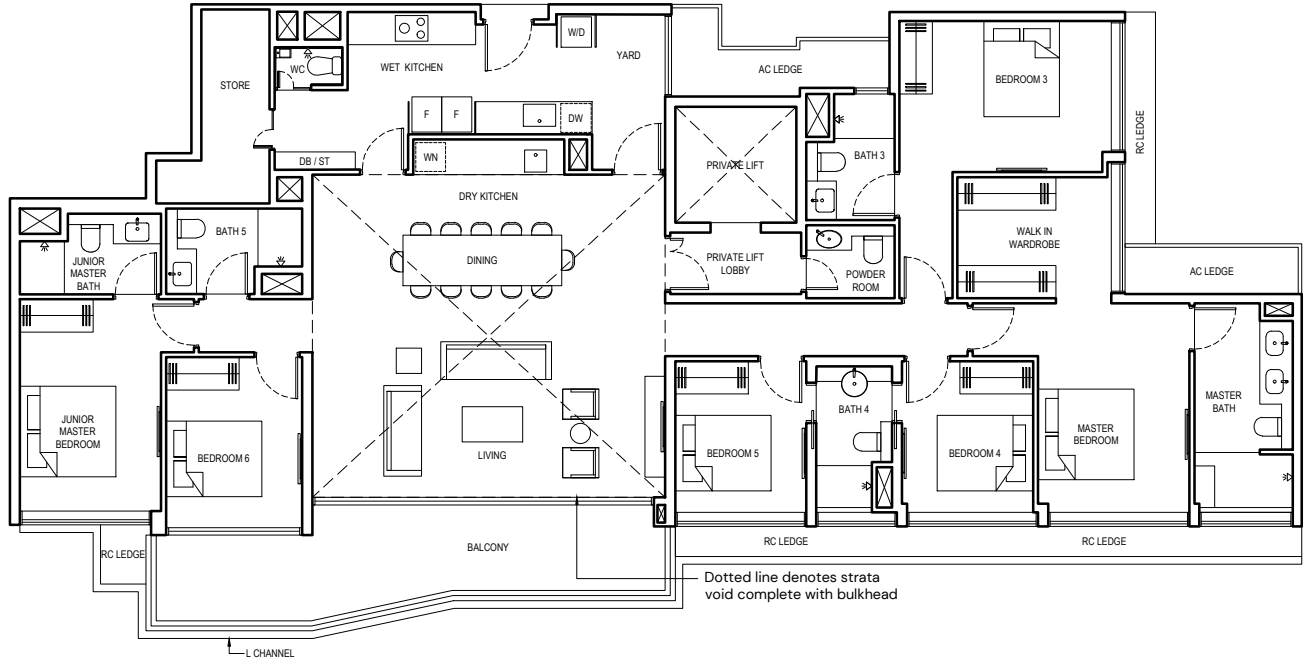 STORE
WC
WET KITCHEN
W/D
YARD
AC LEDGE
BEDROOM 3
RC LEDGE
F
F
DW
DB / ST
WN
PRIVATE LIFT
BATH 3
DRY KITCHEN
BATH 5
JUNIOR
MASTER
BATH
DINING
PRIVATE LIFT
LOBBY
POWDER
ROOM
WALK IN
WARDROBE
AC LEDGE
JUNIOR
MASTER
BEDROOM
BEDROOM 6
LIVING
BEDROOM 5
BATH 4
BEDROOM 4
MASTER
BEDROOM
MASTER
BATH
RC LEDGE
BALCONY
RC LEDGE
RC LEDGE
Dotted line denotes strata
void complete with bulkhead
L CHANNEL